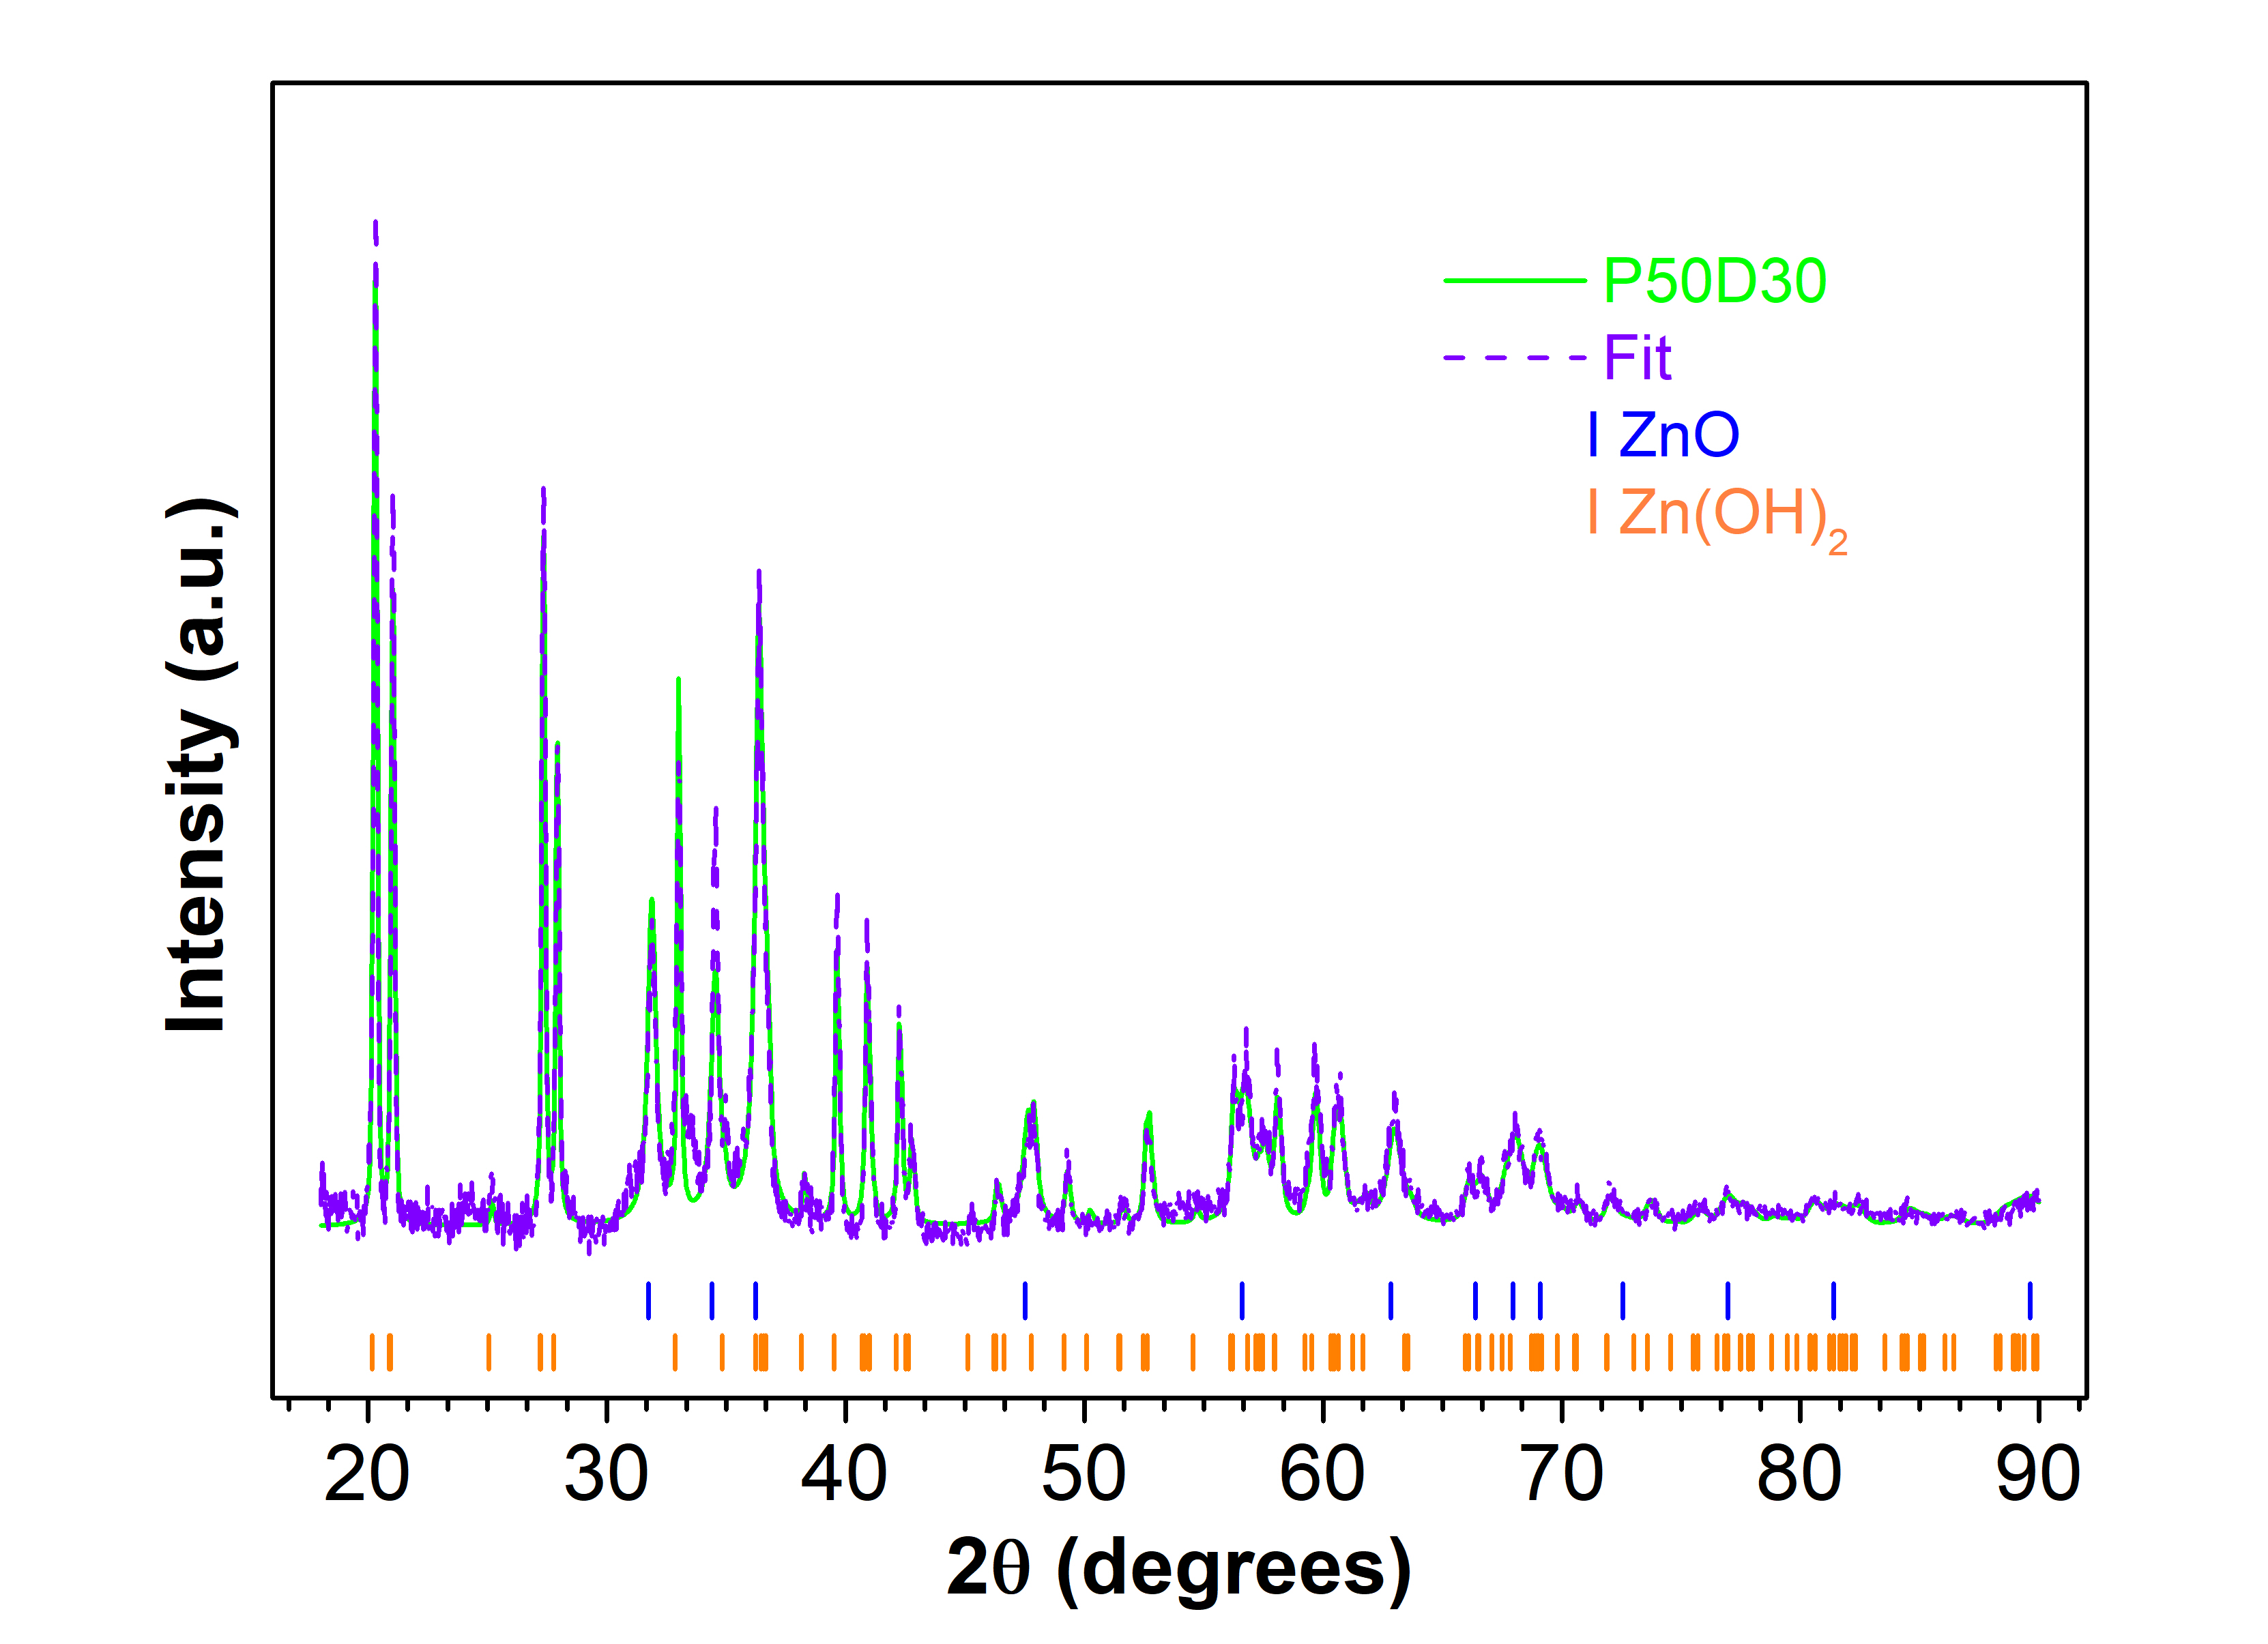 P50D30
Fit
I ZnO
I Zn(OH)₂
Intensity (a.u.)
20 30 40 50 60 70 80 90
2θ (degrees)